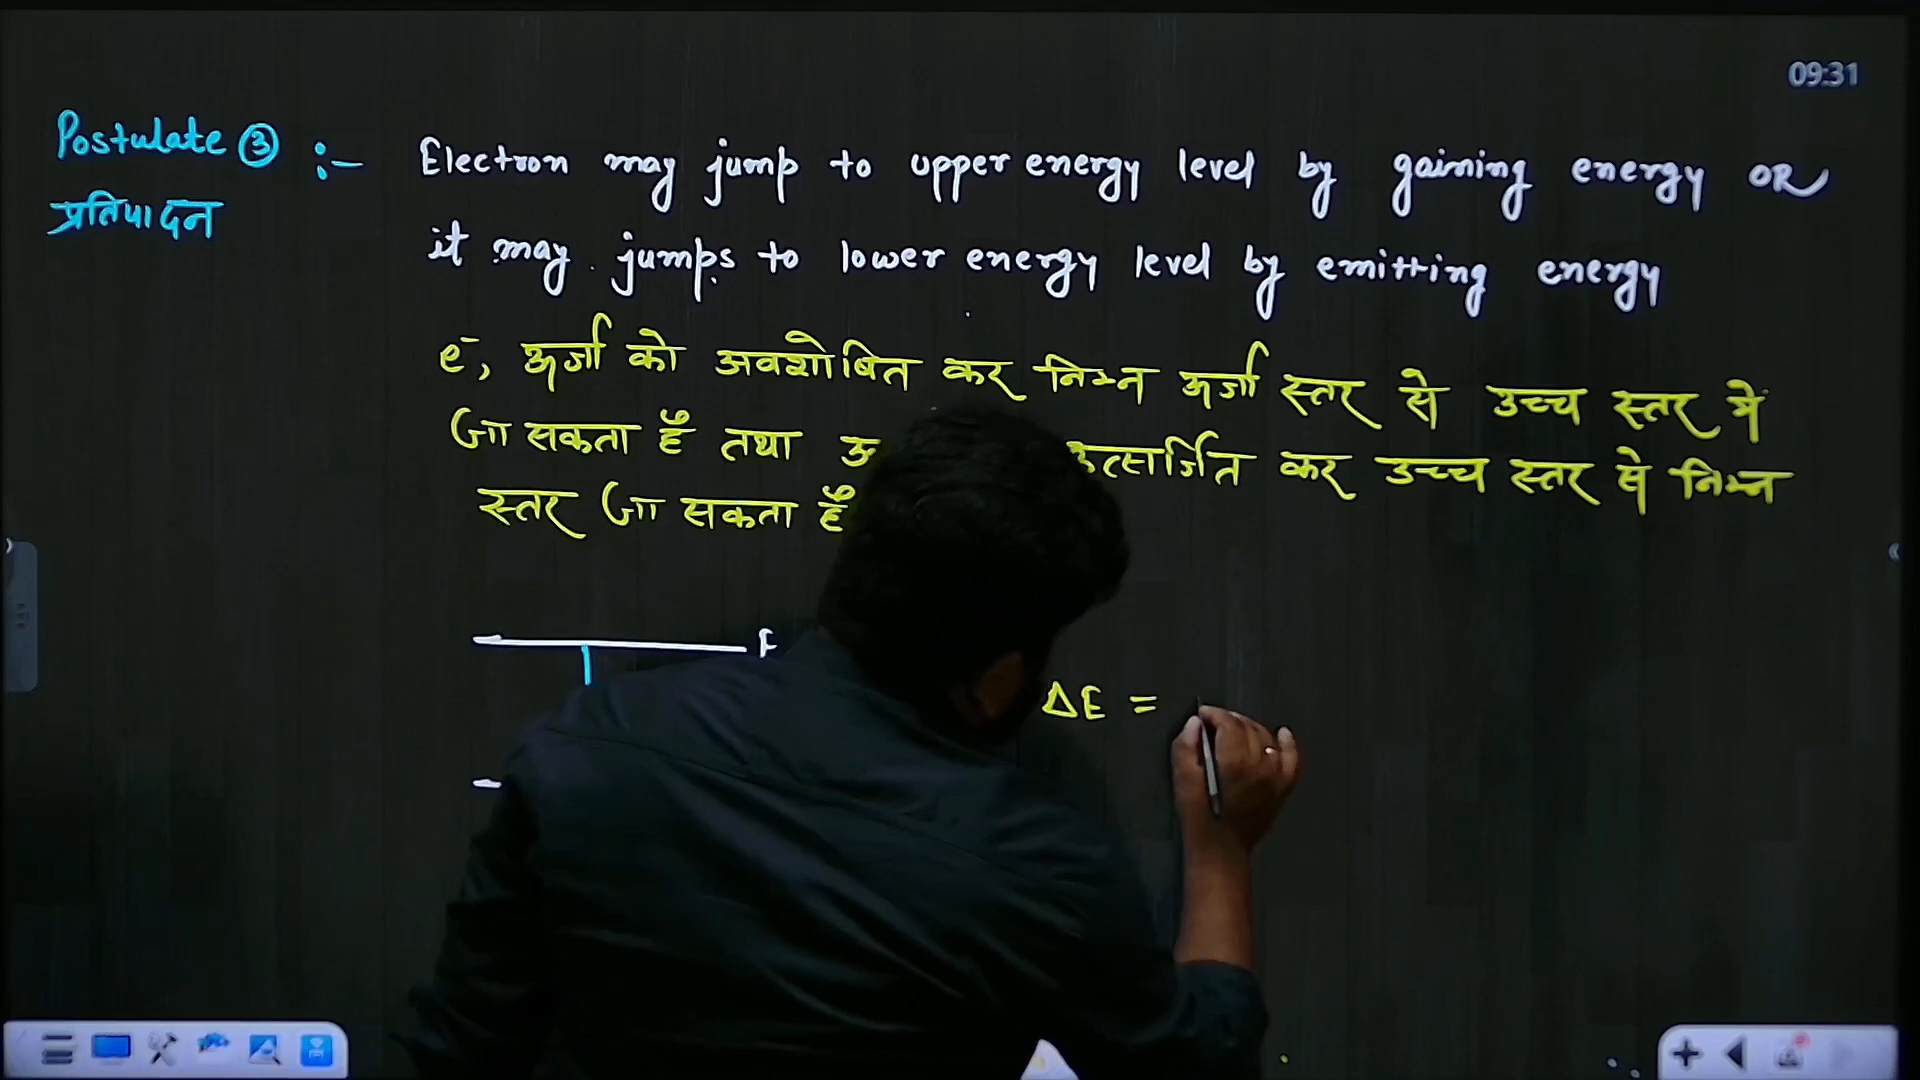 09:31
Postulate ③ :-
प्रतिपादन
Electron may jump to upper energy level by gaining energy OR
it may jumps to lower energy level by emitting energy
e⁻, ऊर्जा को अवशोषित कर निम्न ऊर्जा स्तर से उच्च स्तर में
जा सकता है तथा उत्सर्जित कर उच्च स्तर से निम्न
स्तर जा सकता है
ΔE =